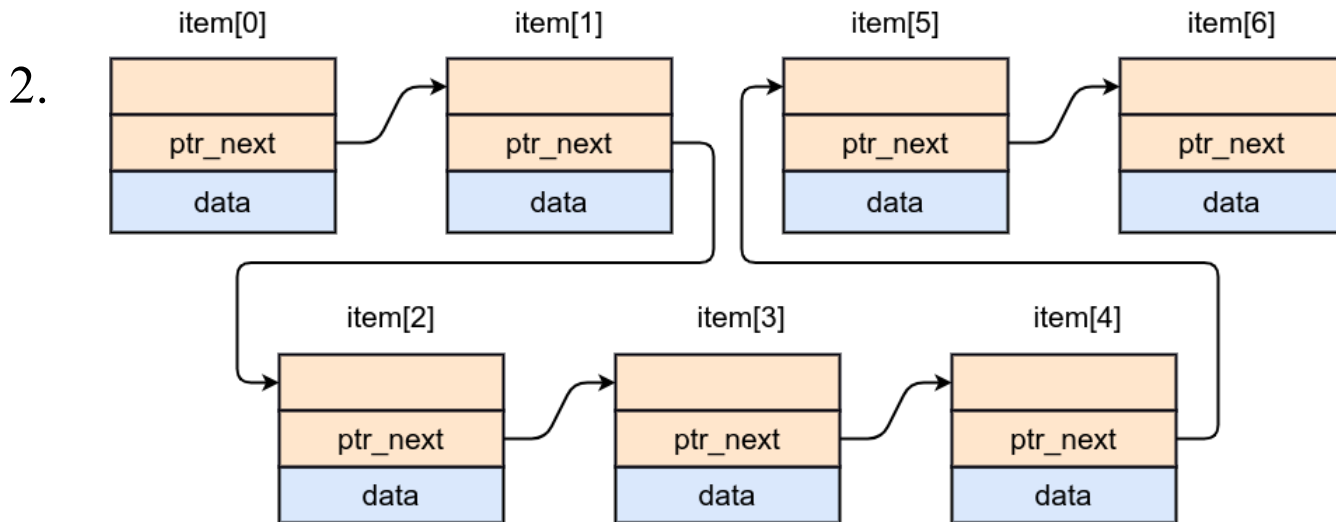 item[0] item[1] item[5] item[6]
2.
ptr_next ptr_next ptr_next ptr_next
data data data data
item[2] item[3] item[4]
ptr_next ptr_next ptr_next
data data data